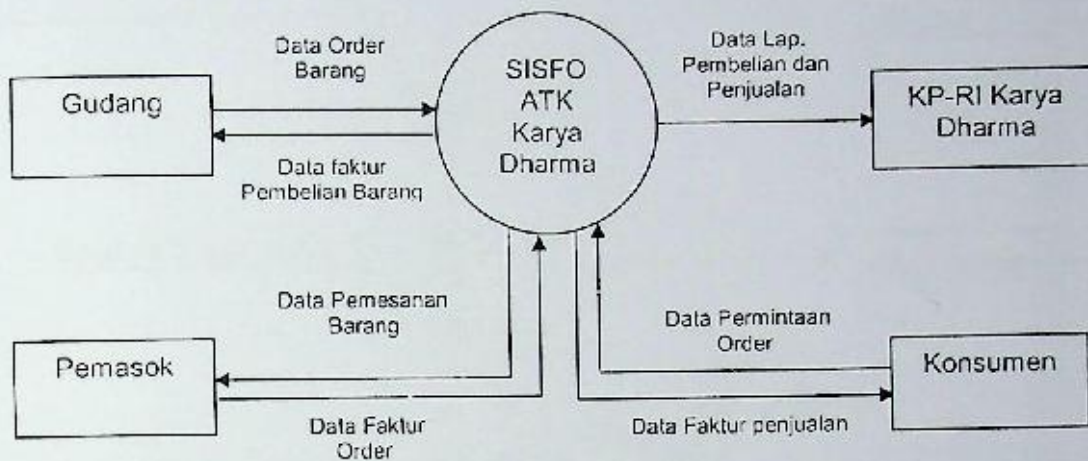 Data Order
Barang
Gudang
Data faktur
Pembelian Barang
SISFO
ATK
Karya
Dharma
Data Lap.
Pembelian dan
Penjualan
KP-RI Karya
Dharma
Data Pemesanan
Barang
Pemasok
Data Faktur
Order
Data Permintaan
Order
Konsumen
Data Faktur penjualan